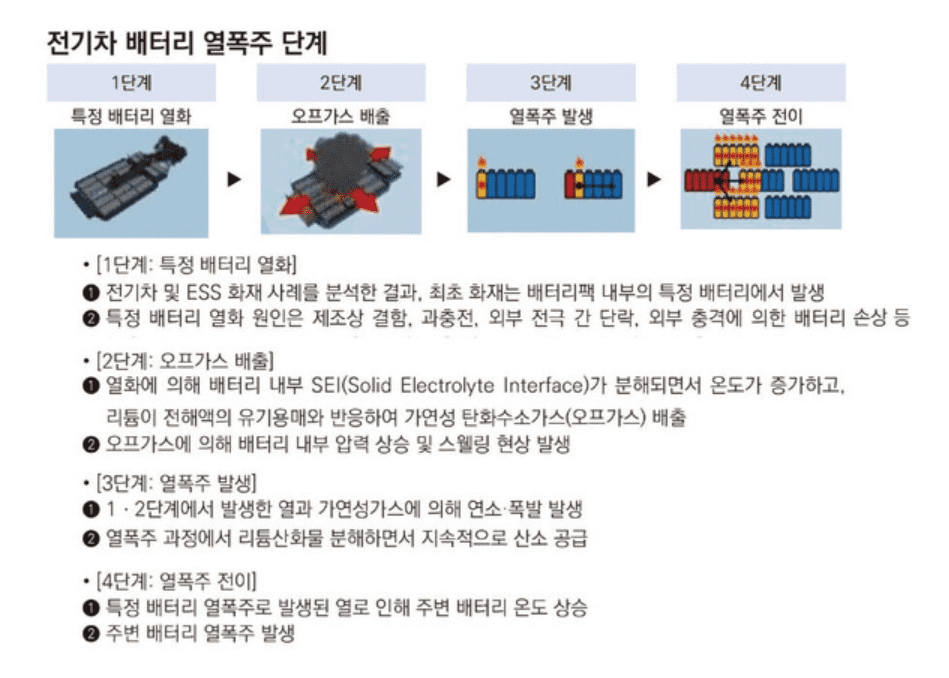 전기차 배터리 열폭주 단계
1단계
2단계
3단계
4단계
특정 배터리 열화
오프가스 배출
열폭주 발생
열폭주 전이
• [1단계: 특정 배터리 열화]
❶ 전기차 및 ESS 화재 사례를 분석한 결과, 최초 화재는 배터리팩 내부의 특정 배터리에서 발생
❷ 특정 배터리 열화 원인은 제조상 결함, 과충전, 외부 전극 간 단락, 외부 충격에 의한 배터리 손상 등
• [2단계: 오프가스 배출]
❶ 열화에 의해 배터리 내부 SEI(Solid Electrolyte Interface)가 분해되면서 온도가 증가하고,
리튬이 전해액의 유기용매와 반응하여 가연성 탄화수소가스(오프가스) 배출
❷ 오프가스에 의해 배터리 내부 압력 상승 및 스웰링 현상 발생
• [3단계: 열폭주 발생]
❶ 1 · 2단계에서 발생한 열과 가연성가스에 의해 연소·폭발 발생
❷ 열폭주 과정에서 리튬산화물 분해하면서 지속적으로 산소 공급
• [4단계: 열폭주 전이]
❶ 특정 배터리 열폭주로 발생된 열로 인해 주변 배터리 온도 상승
❷ 주변 배터리 열폭주 발생